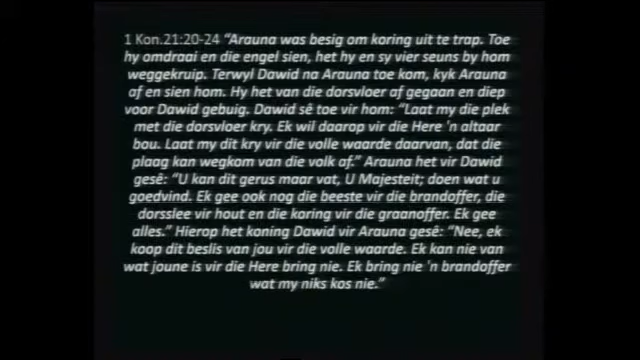 1 Kon.21:20-24 “Arauna was besig om koring uit te trap. Toe
hy omdraai en die engel sien, het hy en sy vier seuns by hom
weggekruip. Terwyl Dawid na Arauna toe kom, kyk Arauna
af en sien hom. Hy het van die dorsvloer af gegaan en diep
voor Dawid gebuig. Dawid sê toe vir hom: “Laat my die plek
met die dorsvloer kry. Ek wil daarop vir die Here 'n altaar
bou. Laat my dit kry vir die volle waarde daarvan, dat die
plaag kan wegkom van die volk af.” Arauna het vir Dawid
gesê: “U kan dit gerus maar vat, U Majesteit; doen wat u
goedvind. Ek gee ook nog die beeste vir die brandoffer, die
dorsslee vir hout en die koring vir die graanoffer. Ek gee
alles.” Hierop het koning Dawid vir Arauna gesê: “Nee, ek
koop dit beslis van jou vir die volle waarde. Ek kan nie van
wat joune is vir die Here bring nie. Ek bring nie 'n brandoffer
wat my niks kos nie.”